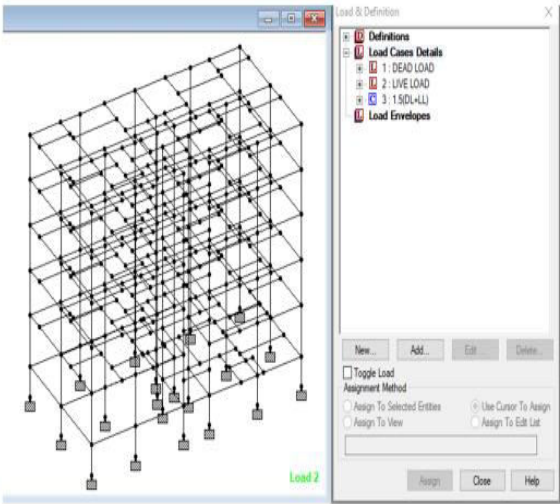 Load & Definition
Definitions
Load Cases Details
1 : DEAD LOAD
2 : LIVE LOAD
3 : 1.5(DL+LL)
Load Envelopes
New... Add... Edit... Delete...
Toggle Load
Assignment Method
Assign To Selected Entities Use Cursor To Assign
Assign To View Assign To Edit List
Load 2
Assign Close Help